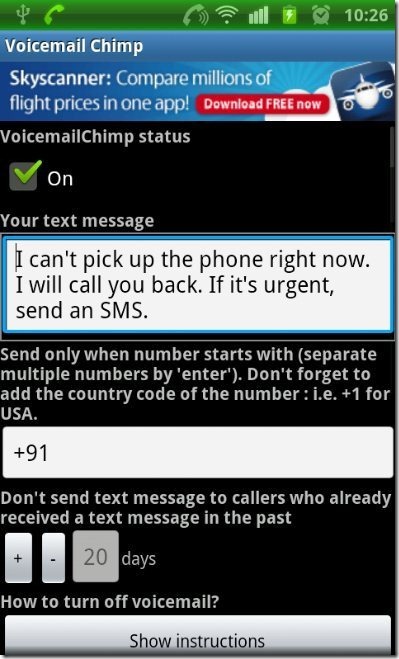 10:26
Voicemail Chimp
Skyscanner: Compare millions of
flight prices in one app! Download FREE now
VoicemailChimp status
On
Your text message
I can't pick up the phone right now.
I will call you back. If it's urgent,
send an SMS.
Send only when number starts with (separate
multiple numbers by 'enter'). Don't forget to
add the country code of the number : i.e. +1 for
USA.
+91
Don't send text message to callers who already
received a text message in the past
+ - 20 days
How to turn off voicemail?
Show instructions